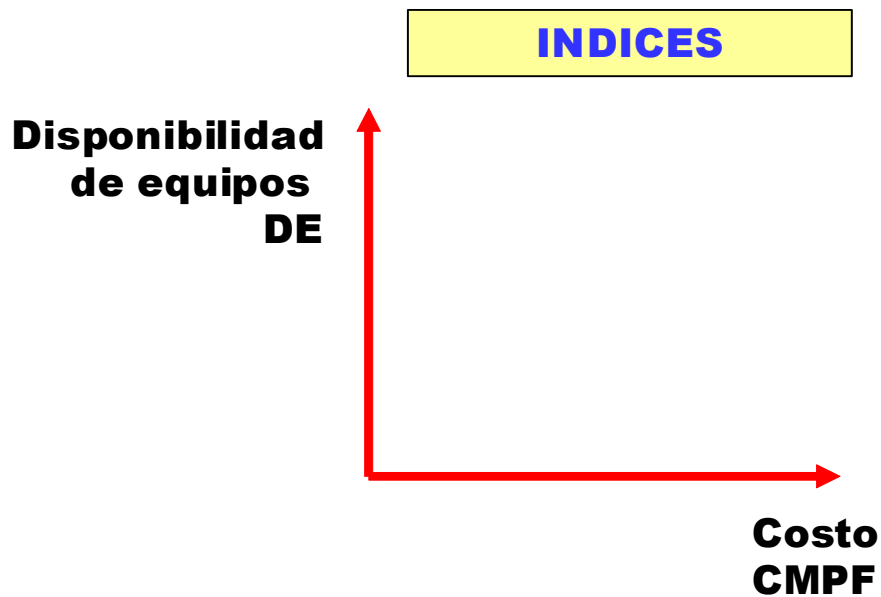 INDICES
Disponibilidad
de equipos
DE
Costo
CMPF